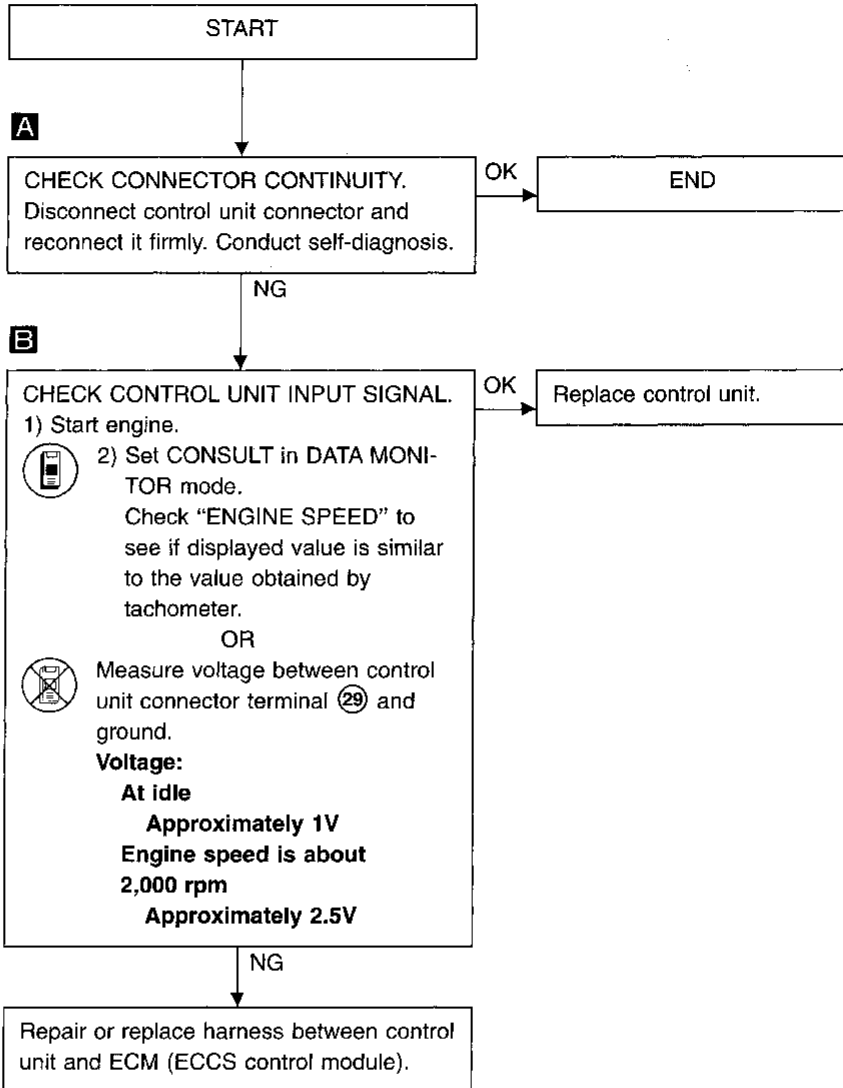 START
A
CHECK CONNECTOR CONTINUITY.
Disconnect control unit connector and
reconnect it firmly. Conduct self-diagnosis.
OK
END
NG
B
CHECK CONTROL UNIT INPUT SIGNAL.
1) Start engine.
2) Set CONSULT in DATA MONI-
TOR mode.
Check “ENGINE SPEED” to
see if displayed value is similar
to the value obtained by
tachometer.
OR
Measure voltage between control
unit connector terminal 29 and
ground.
Voltage:
At idle
Approximately 1V
Engine speed is about
2,000 rpm
Approximately 2.5V
OK
Replace control unit.
NG
Repair or replace harness between control
unit and ECM (ECCS control module).